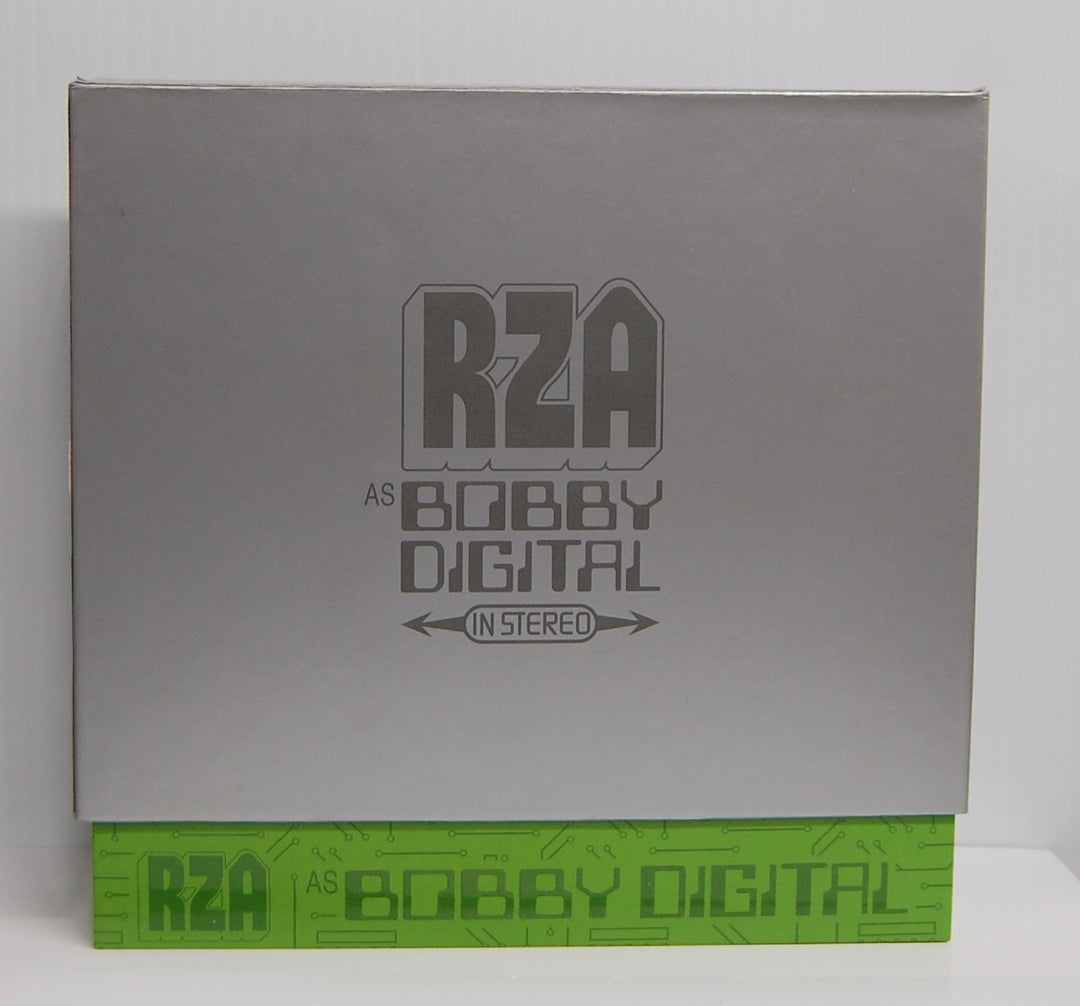 RZA
AS BOBBY
DIGITAL
IN STEREO
RZA AS BOBBY DIGITAL